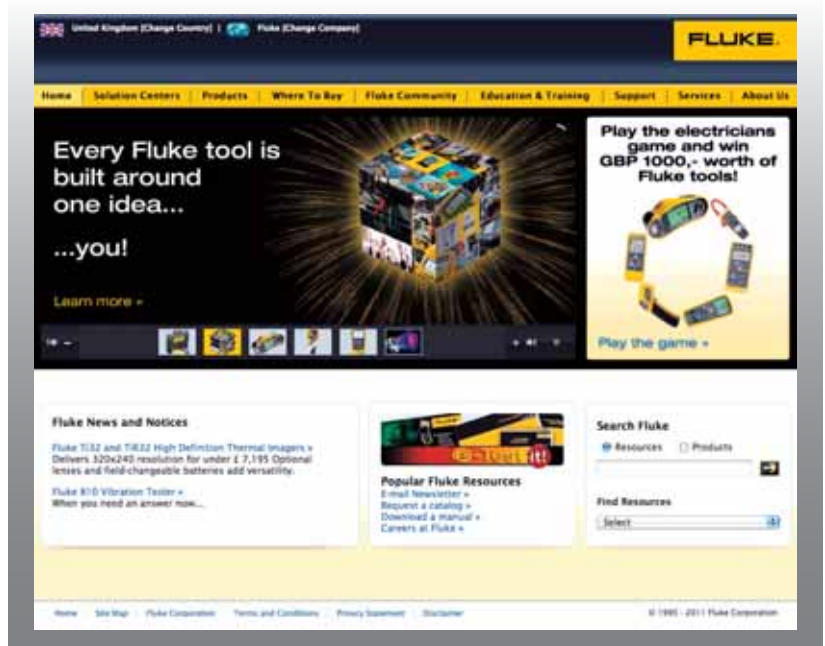 United Kingdom [Change Country] | Fluke [Change Company]
FLUKE.
Home | Solution Centers | Products | Where To Buy | Fluke Community | Education & Training | Support | Services | About Us
Every Fluke tool is
built around
one idea...
...you!
Learn more »
Play the electricians
game and win
GBP 1000,- worth of
Fluke tools!
Play the game »
Fluke News and Notices
Fluke Ti32 and TiR32 High Definition Thermal Imagers »
Delivers 320x240 resolution for under £ 7,195 Optional
lenses and field-changeable batteries add versatility.
Fluke 810 Vibration Tester »
When you need an answer now...
it!
Popular Fluke Resources
E-mail Newsletter »
Request a catalog »
Download a manual »
Careers at Fluke »
Search Fluke
Resources Products
Find Resources
Select
Home Site Map Fluke Corporation Terms and Conditions Privacy Statement Disclaimer
© 1995 - 2011 Fluke Corporation